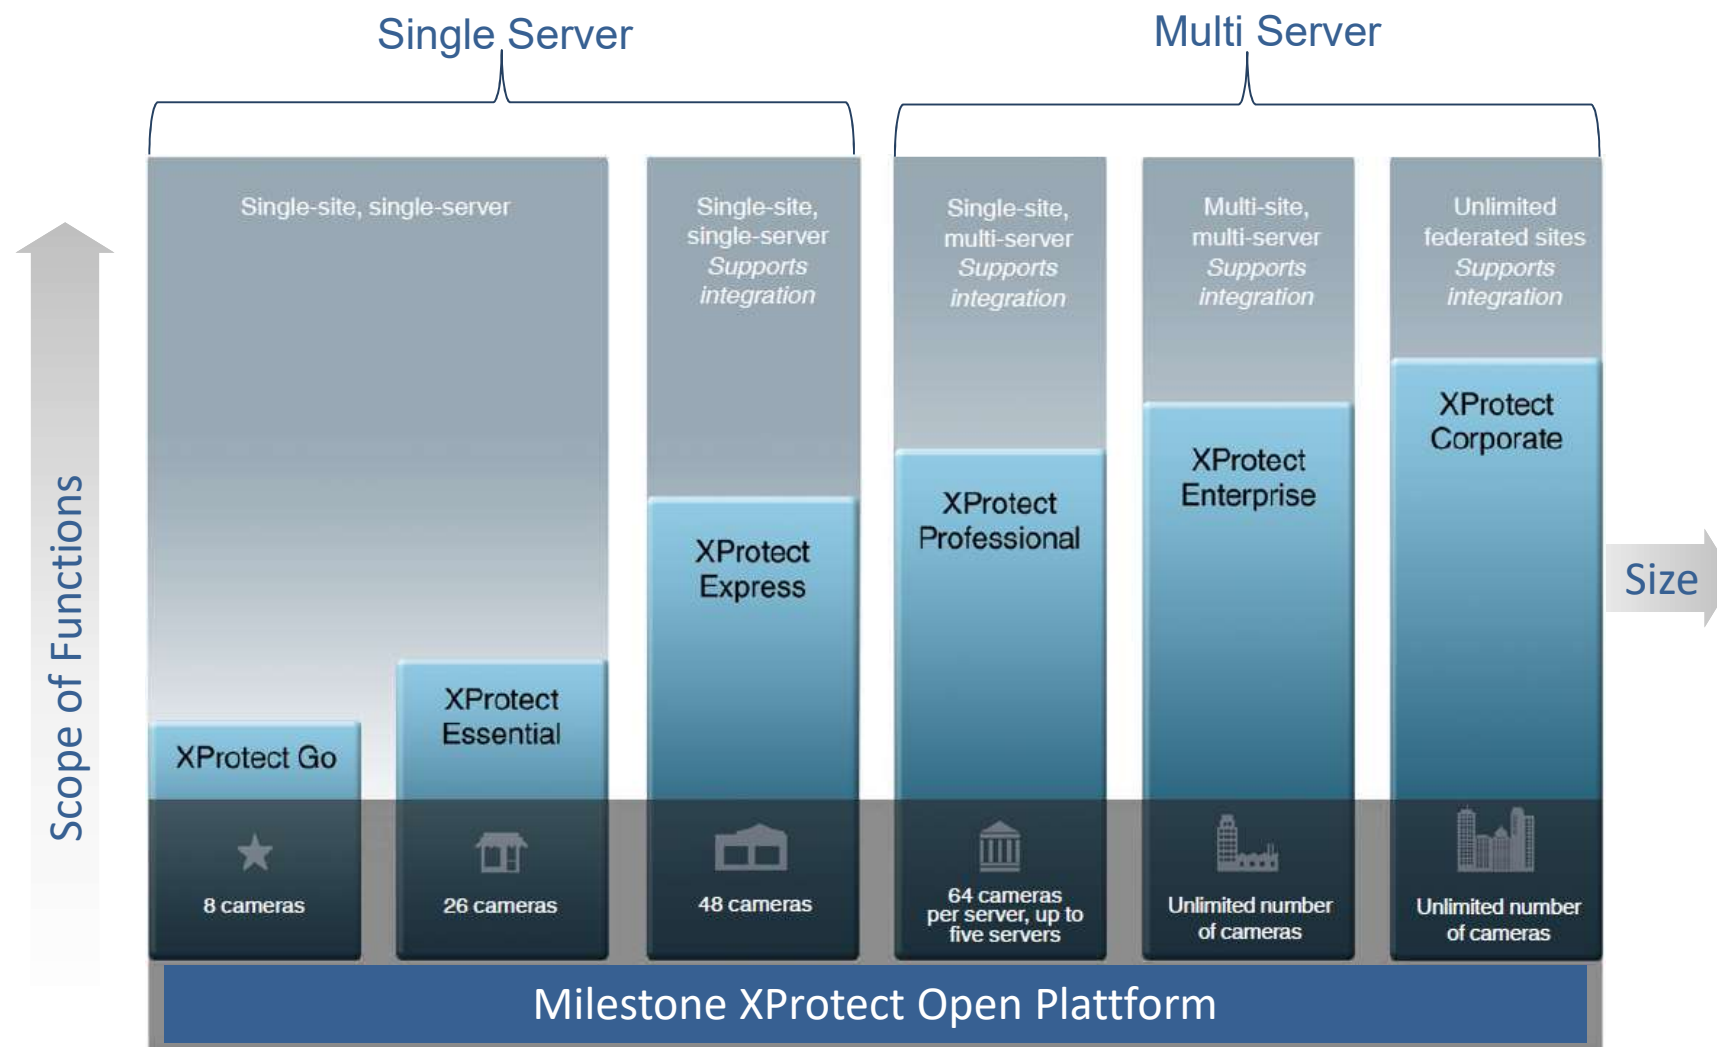 Single Server
Multi Server
Single-site, single-server
Single-site,
single-server
Supports
integration
Single-site,
multi-server
Supports
integration
Multi-site,
multi-server
Supports
integration
Unlimited
federated sites
Supports
integration
Scope of Functions
XProtect Go
XProtect
Essential
XProtect
Express
XProtect
Professional
XProtect
Enterprise
XProtect
Corporate
Size
8 cameras
26 cameras
48 cameras
64 cameras
per server, up to
five servers
Unlimited number
of cameras
Unlimited number
of cameras
Milestone XProtect Open Plattform